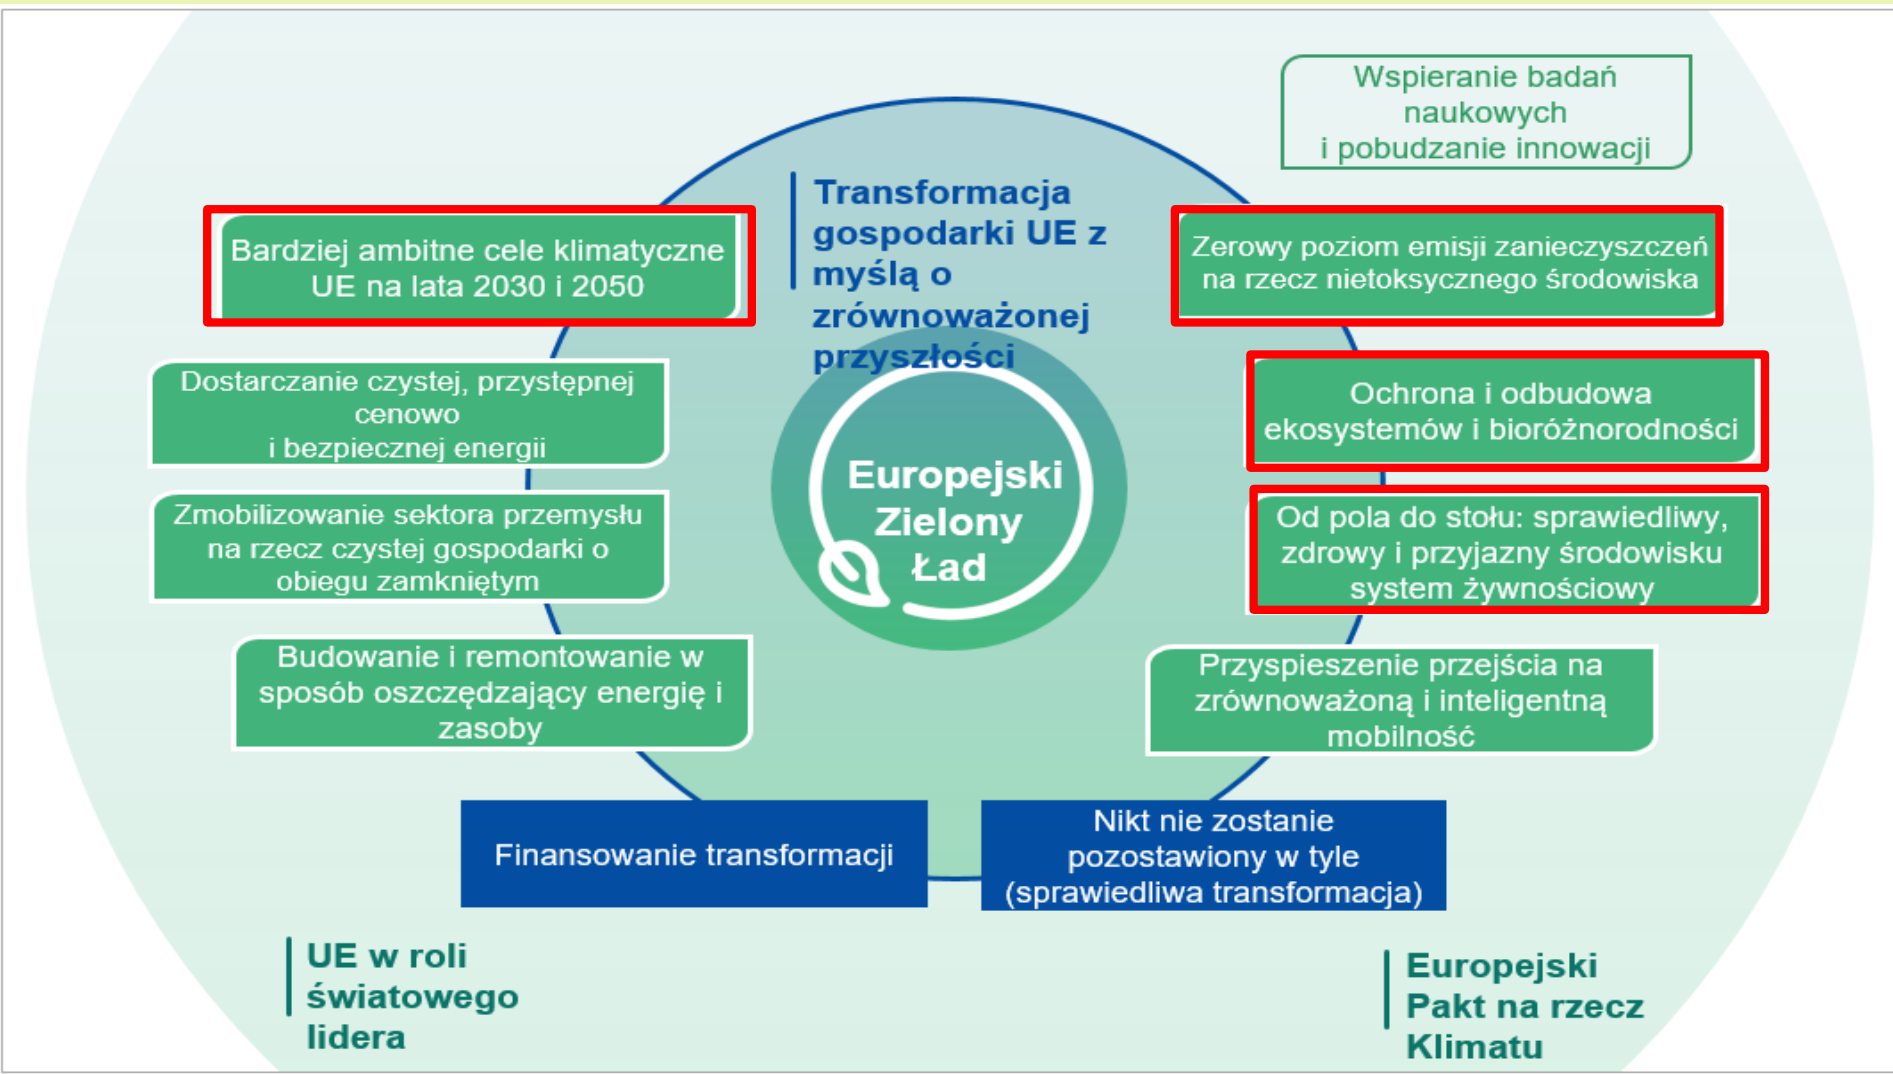 Wspieranie badań
naukowych
i pobudzanie innowacji
Transformacja
gospodarki UE z
myślą o
zrównoważonej
przyszłości
Bardziej ambitne cele klimatyczne
UE na lata 2030 i 2050
Zerowy poziom emisji zanieczyszczeń
na rzecz nietoksycznego środowiska
Dostarczanie czystej, przystępnej
cenowo
i bezpiecznej energii
Ochrona i odbudowa
ekosystemów i bioróżnorodności
Europejski
Zielony
Ład
Zmobilizowanie sektora przemysłu
na rzecz czystej gospodarki o
obiegu zamkniętym
Od pola do stołu: sprawiedliwy,
zdrowy i przyjazny środowisku
system żywnościowy
Budowanie i remontowanie w
sposób oszczędzający energię i
zasoby
Przyspieszenie przejścia na
zrównoważoną i inteligentną
mobilność
Finansowanie transformacji
Nikt nie zostanie
pozostawiony w tyle
(sprawiedliwa transformacja)
UE w roli
światowego
lidera
Europejski
Pakt na rzecz
Klimatu